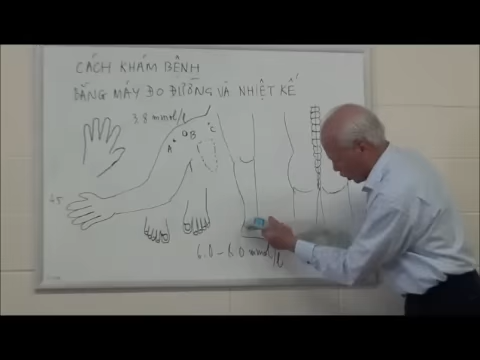 CÁCH KHÁM BỆNH
BẰNG MÁY ĐO ĐƯỜNG VÀ NHIỆT KẾ
3.8 mmol/l
A B C
6.0 - 6.0 mmol/l